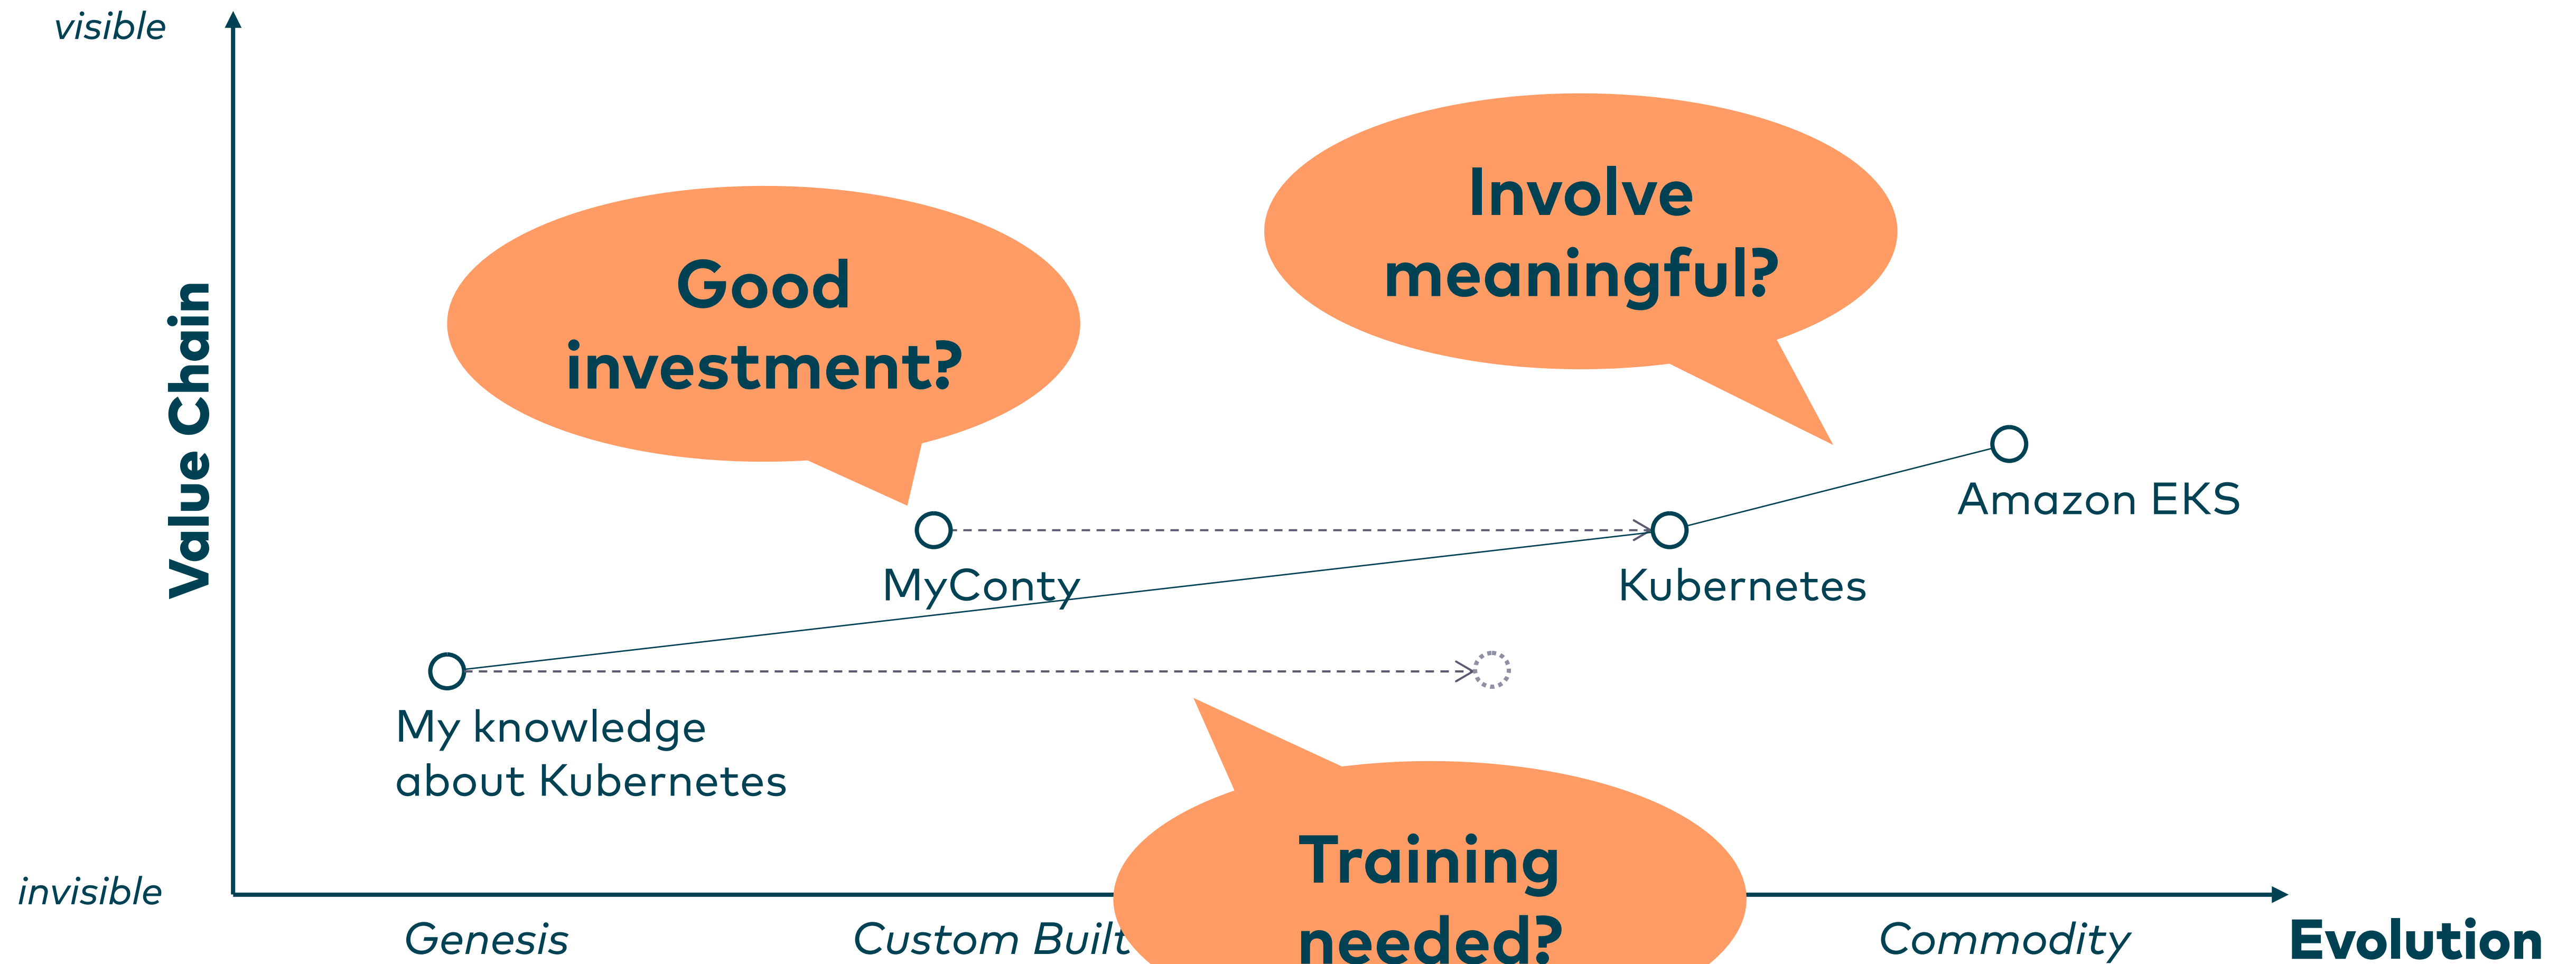 visible
Involve
meaningful?
Good
investment?
Value Chain
Amazon EKS
MyConty
Kubernetes
My knowledge
about Kubernetes
Training
needed?
invisible
Genesis
Custom Built
Commodity
Evolution